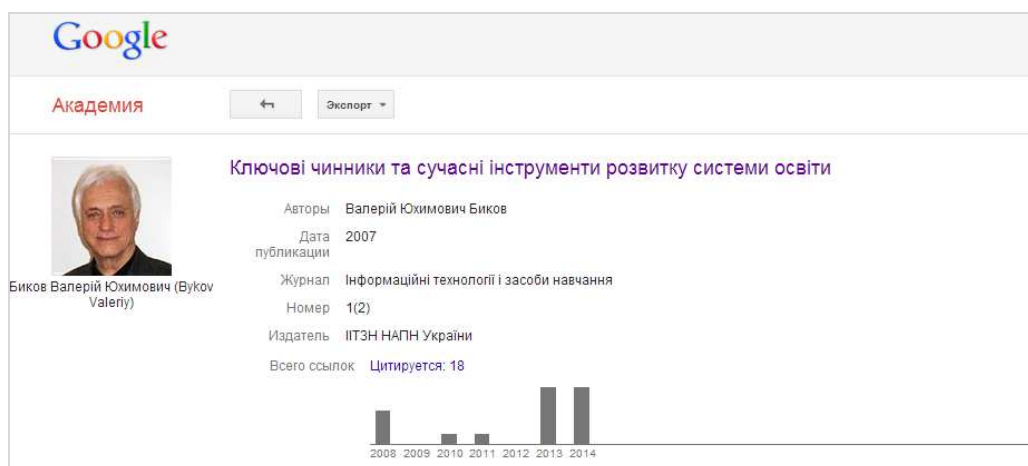 Google
Академия
Экспорт
Ключові чинники та сучасні інструменти розвитку системи освіти
Авторы Валерій Юхимович Биков
Дата публикации 2007
Журнал Інформаційні технології і засоби навчання
Номер 1(2)
Издатель ІІТЗН НАПН України
Всего ссылок Цитируется: 18
Биков Валерій Юхимович (Bykov
Valeriy)
2008 2009 2010 2011 2012 2013 2014